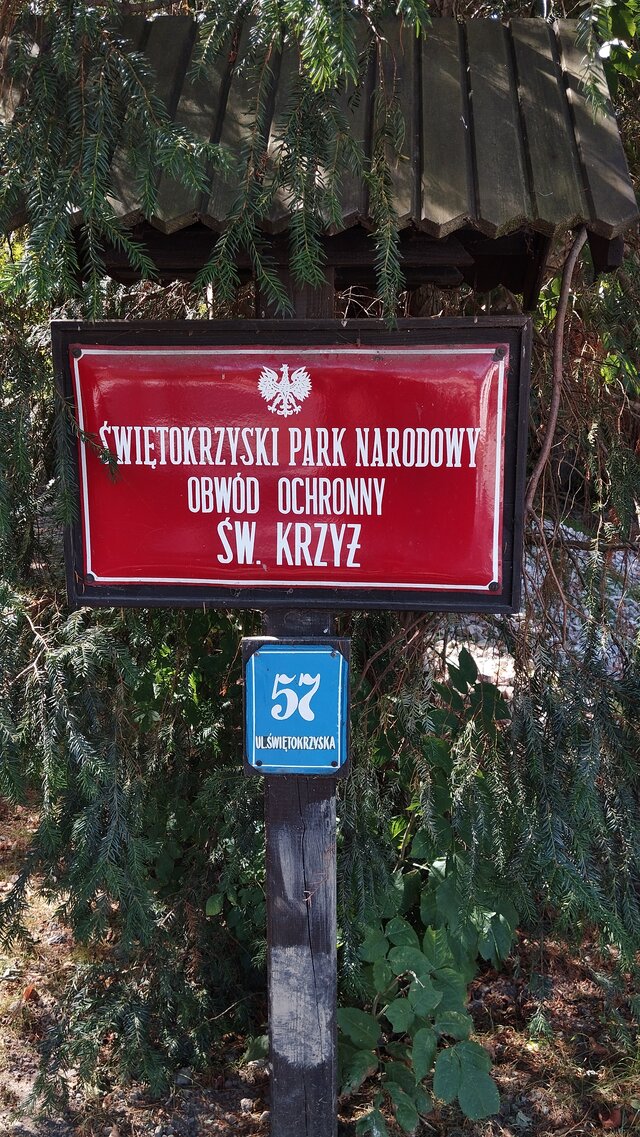 ŚWIĘTOKRZYSKI PARK NARODOWY
OBWÓD OCHRONNY
ŚW. KRZYŻ
57
UL.ŚWIĘTOKRZYSKA